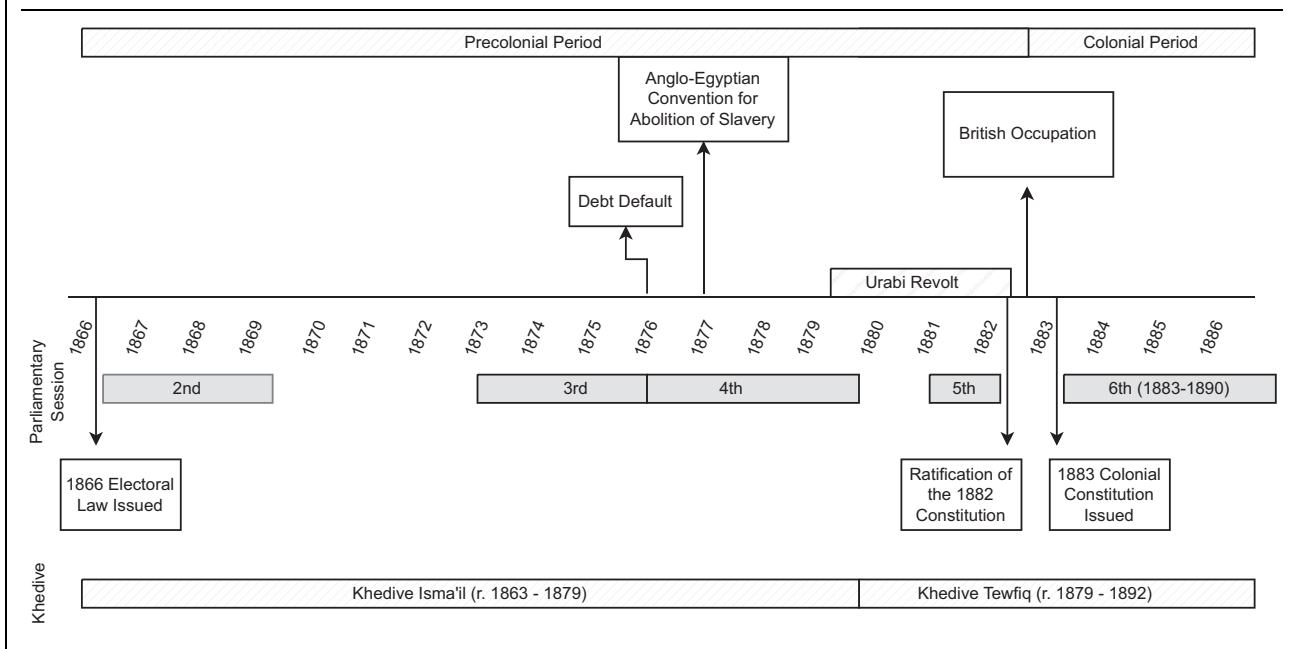 Precolonial Period
Colonial Period
Anglo-Egyptian
Convention for
Abolition of Slavery
British Occupation
Debt Default
Urabi Revolt
1866
1867
1868
1869
1870
1871
1872
1873
1874
1875
1876
1877
1878
1879
1880
1881
1882
1883
1884
1885
1886
Parliamentary
Session
2nd
3rd
4th
5th
6th (1883-1890)
1866 Electoral
Law Issued
Ratification of
the 1882
Constitution
1883 Colonial
Constitution
Issued
Khedive
Khedive Isma'il (r. 1863 - 1879)
Khedive Tewfiq (r. 1879 - 1892)